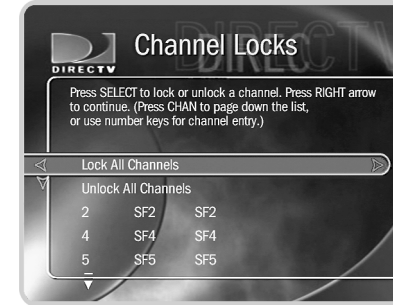 DIRECTV
Channel Locks
DIRECTV
Press SELECT to lock or unlock a channel. Press RIGHT arrow
to continue. (Press CHAN to page down the list,
or use number keys for channel entry.)
Lock All Channels
Unlock All Channels
2 SF2 SF2
4 SF4 SF4
5 SF5 SF5